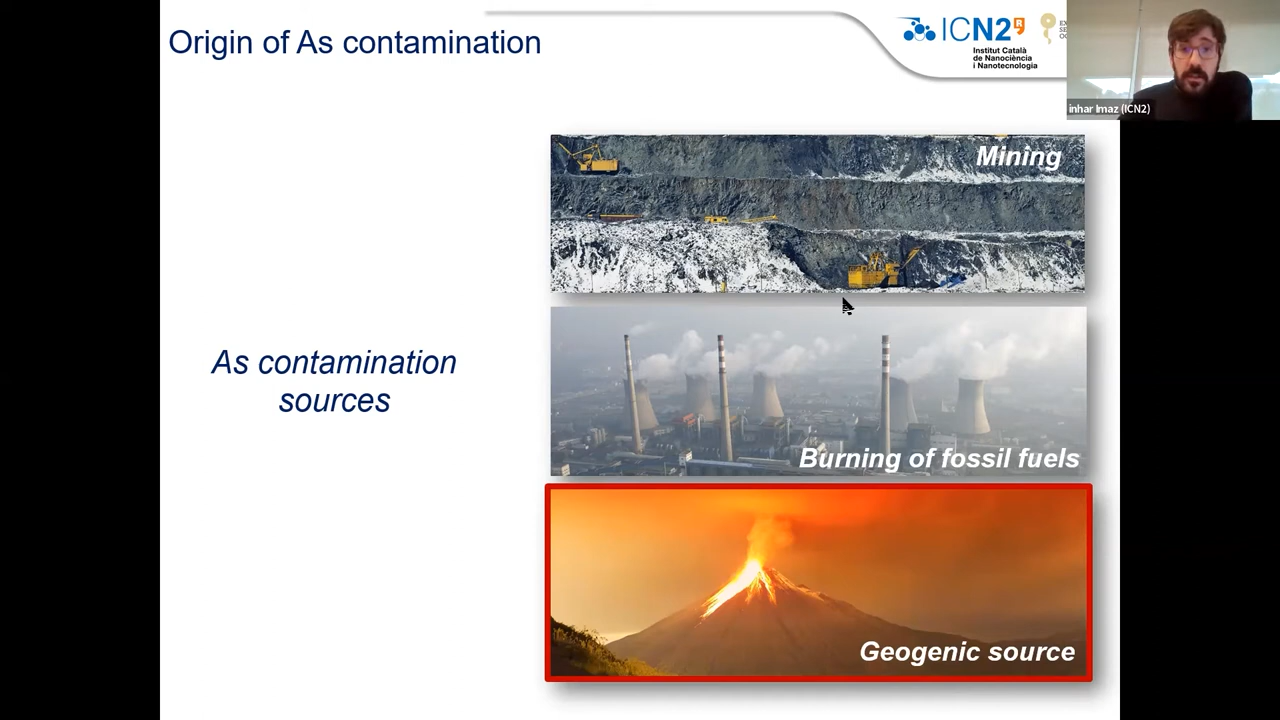 Origin of As contamination
ICN2
Institut Català
de Nanociència
i Nanotecnologia
inhar Imaz (ICN2)
Mining
As contamination
sources
Burning of fossil fuels
Geogenic source